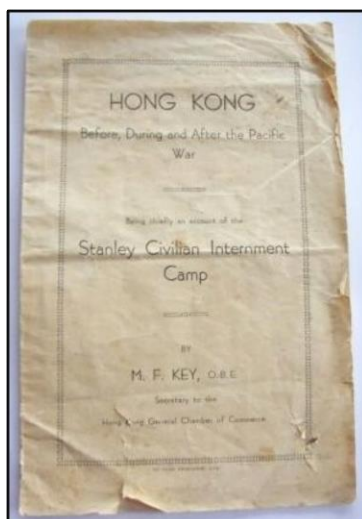 HONG KONG
Before, During and After the Pacific
War
Being chiefly an account of the
Stanley Civilian Internment
Camp
BY
M. F. KEY, O.B.E.
Secretary to the
Hong Kong General Chamber of Commerce